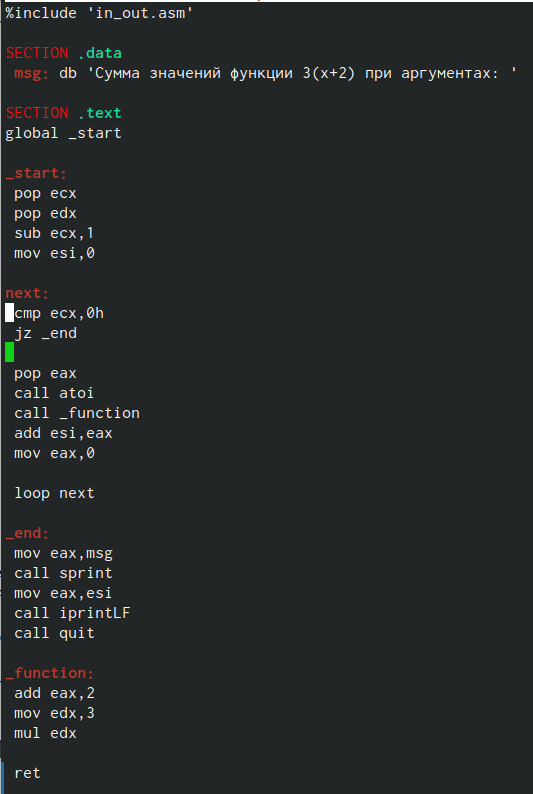 %include 'in_out.asm'
SECTION .data
msg: db 'Сумма значений функции 3(x+2) при аргументах: '
SECTION .text
global _start
_start:
pop ecx
pop edx
sub ecx,1
mov esi,0
next:
cmp ecx,0h
jz _end
pop eax
call atoi
call _function
add esi,eax
mov eax,0
loop next
_end:
mov eax,msg
call sprint
mov eax,esi
call iprintLF
call quit
_function:
add eax,2
mov edx,3
mul edx
ret